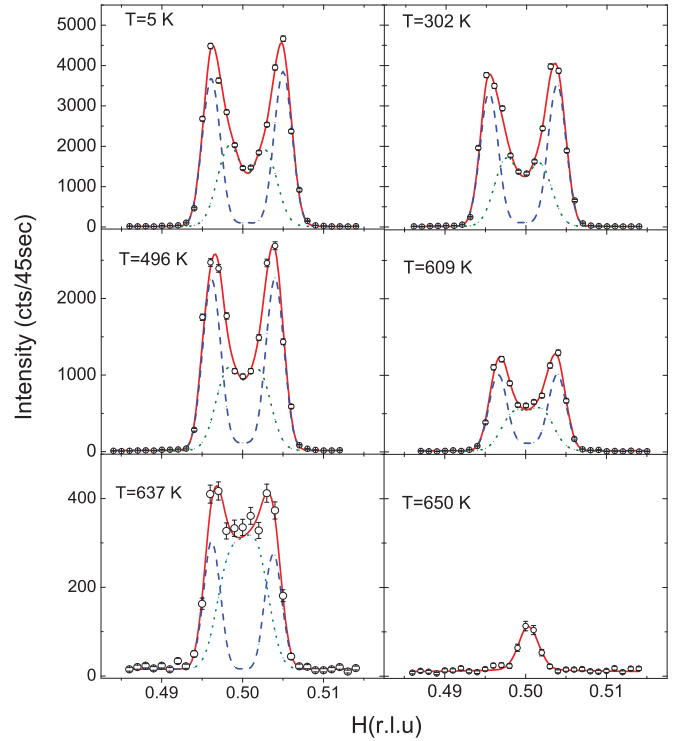 T=5 K
T=302 K
5000
4000
3000
2000
1000
0
T=496 K
T=609 K
2000
1000
0
Intensity (cts/45sec)
T=637 K
T=650 K
400
200
0
0.49 0.50 0.51 0.49 0.50 0.51
H(r.l.u)